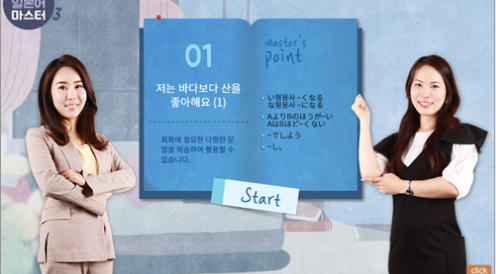 일본어
마스터 3
01
저는 바다보다 산을
좋아해요 (1)
회화에 필요한 다양한 문
법을 학습하여 활용할 수
있습니다.
master's
point
い형용사 ~くなる
な형용사 ~になる
AよりBのほうが~い
AはBほど~くない
~でしょう
~し、
Start
click